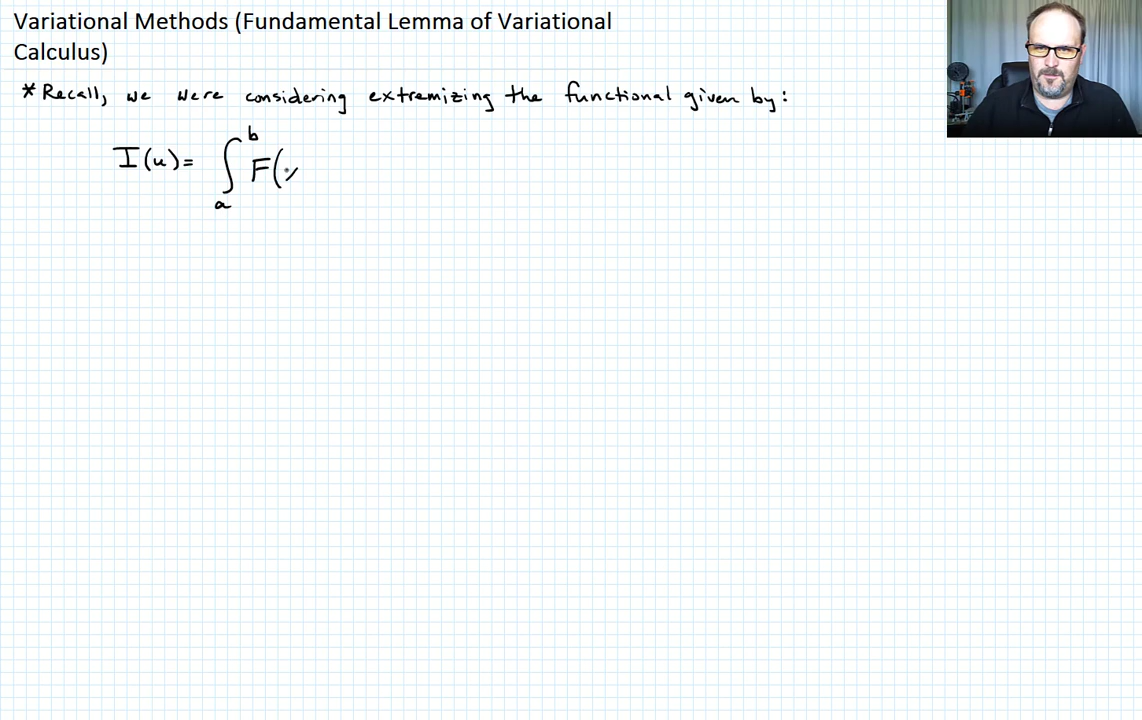 Variational Methods (Fundamental Lemma of Variational
Calculus)
* Recall, we were considering extremizing the functional given by:
I(u) = ∫_a^b F(